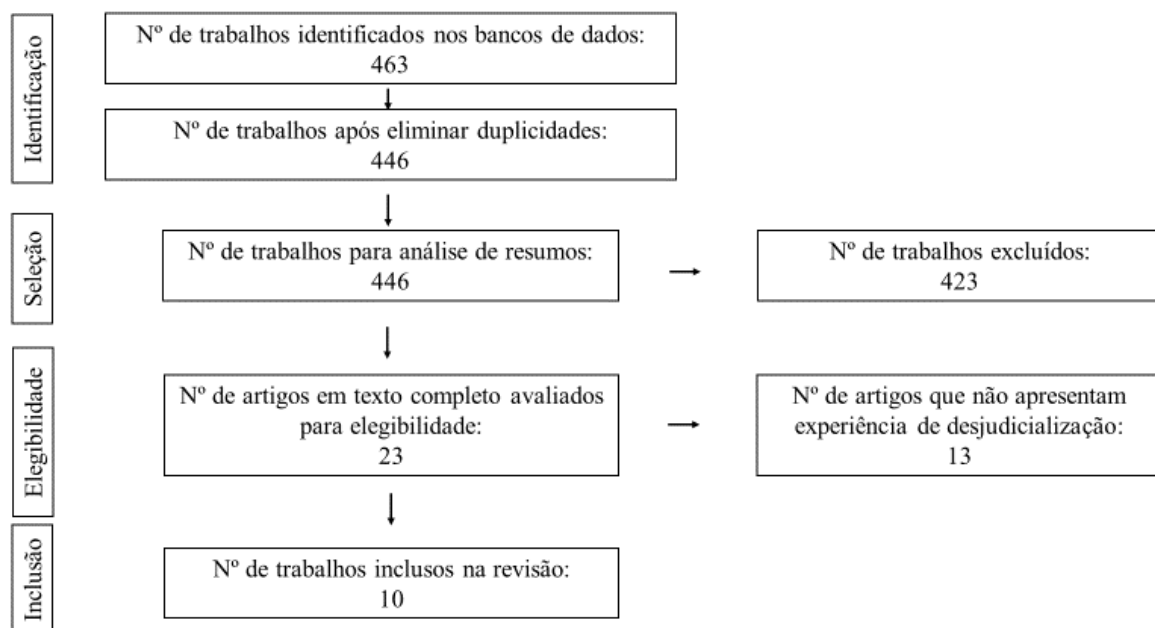 Identificação
Nº de trabalhos identificados nos bancos de dados:
463
Nº de trabalhos após eliminar duplicidades:
446
Seleção
Nº de trabalhos para análise de resumos:
446
Nº de trabalhos excluídos:
423
Elegibilidade
Nº de artigos em texto completo avaliados
para elegibilidade:
23
Nº de artigos que não apresentam
experiência de desjudicialização:
13
Inclusão
Nº de trabalhos inclusos na revisão:
10